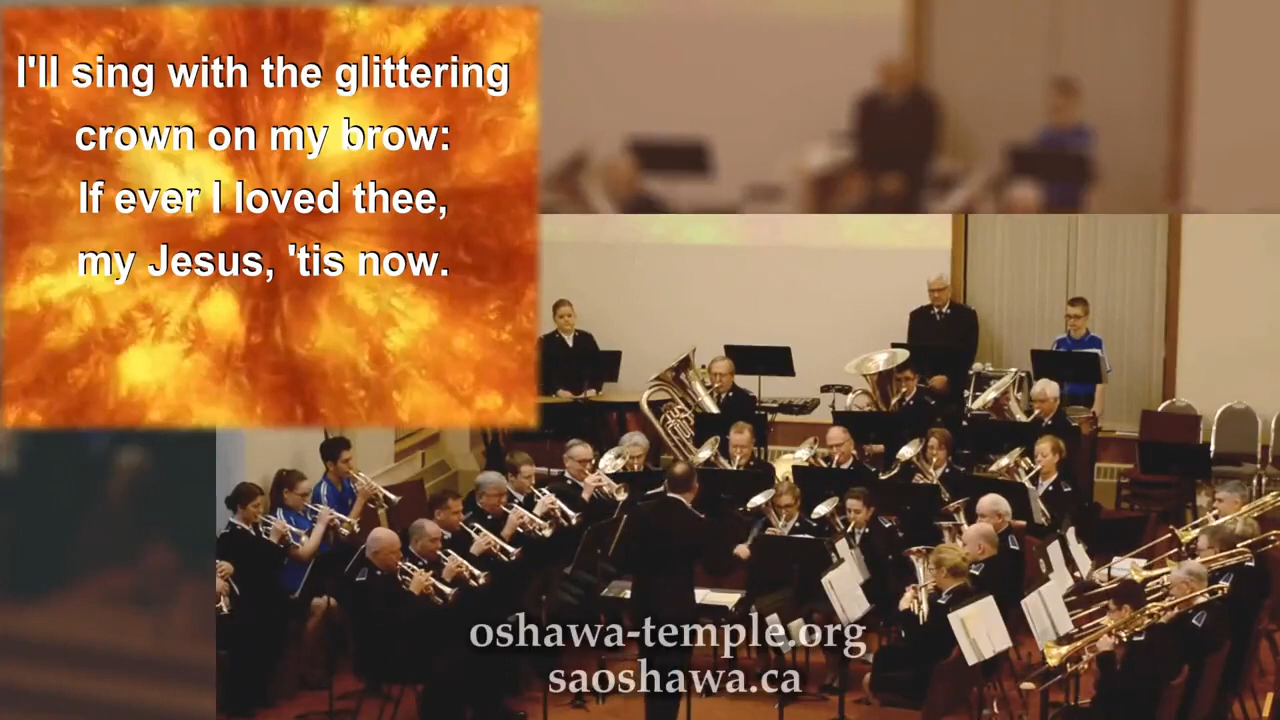 I'll sing with the glittering
crown on my brow:
If ever I loved thee,
my Jesus, 'tis now.
oshawa-temple.org
saoshawa.ca